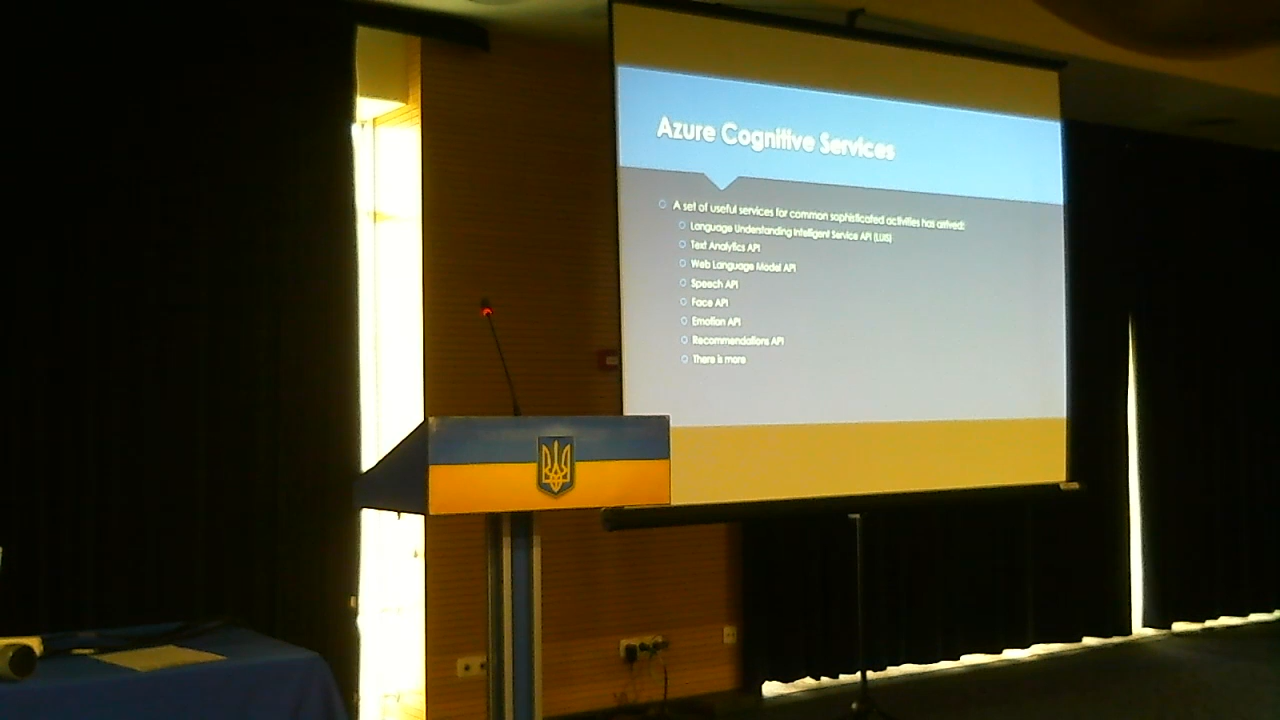 Azure Cognitive Services
A set of useful services for common sophisticated activities has arrived:
Language Understanding Intelligent Service API (LUIS)
Text Analytics API
Web Language Model API
Speech API
Face API
Emotion API
Recommendations API
There is more